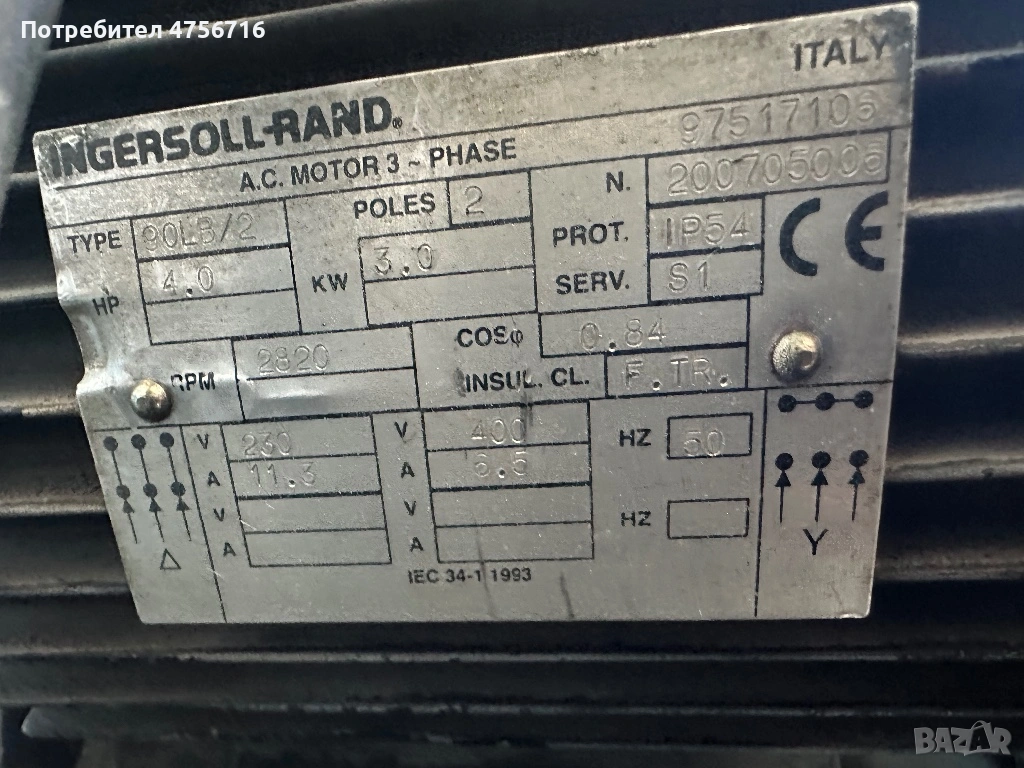 Потребител 4756716
ITALY
INGERSOLL-RAND®
A.C. MOTOR 3 ~ PHASE
97517106
N. 200705005
TYPE 90LB/2 POLES 2 PROT. IP54 CE
HP 4.0 KW 3.0 SERV. S1
RPM 2820 COSφ 0.84
INSUL. CL. F.TR.
V 230 V 400 HZ 50
A 11.3 A 6.5
V V HZ
A A
Δ Y
IEC 34-1 1993
BAZAR